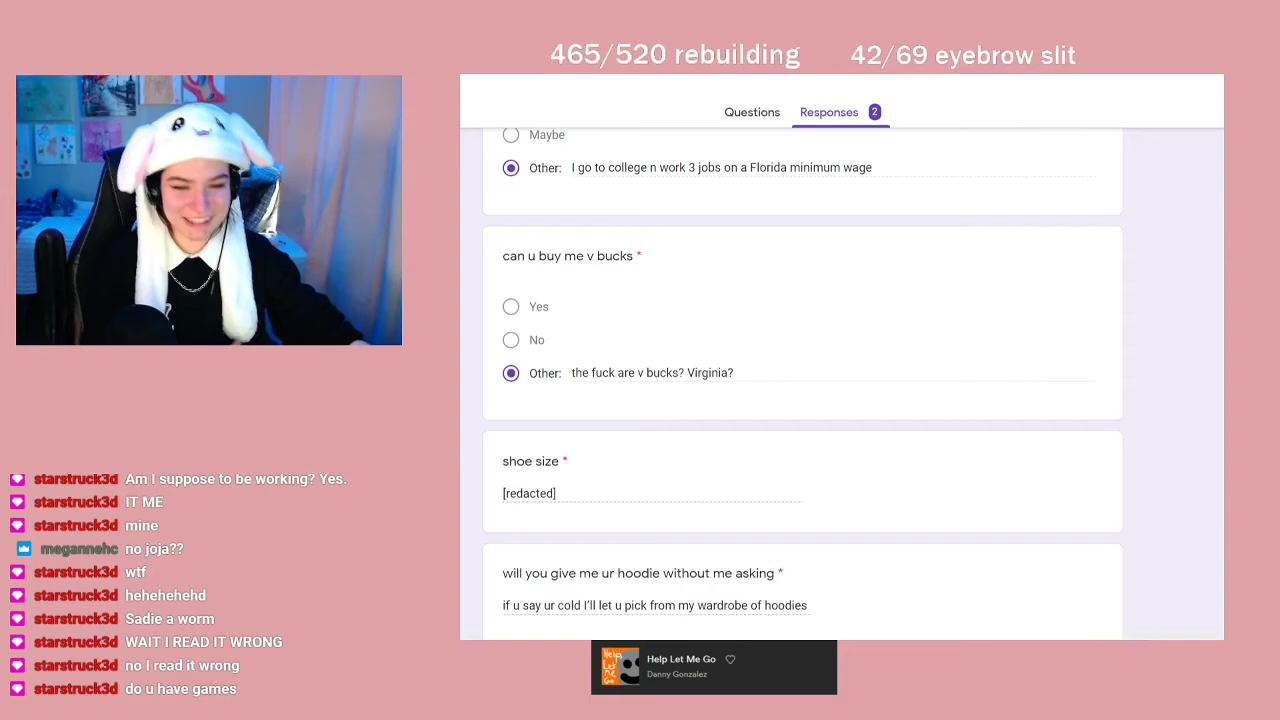 465/520 rebuilding
42/69 eyebrow slit
Questions
Responses 2
Maybe
Other: I go to college n work 3 jobs on a Florida minimum wage
can u buy me v bucks *
Yes
No
Other: the fuck are v bucks? Virginia?
shoe size *
[redacted]
will you give me ur hoodie without me asking *
if u say ur cold I'll let u pick from my wardrobe of hoodies
starstruck3d Am I suppose to be working? Yes.
starstruck3d IT ME
starstruck3d mine
megannehc no joja??
starstruck3d wtf
starstruck3d hehehehehd
starstruck3d Sadie a worm
starstruck3d WAIT I READ IT WRONG
starstruck3d no I read it wrong
starstruck3d do u have games
Help Let Me Go
Help Let Me Go
Danny Gonzalez